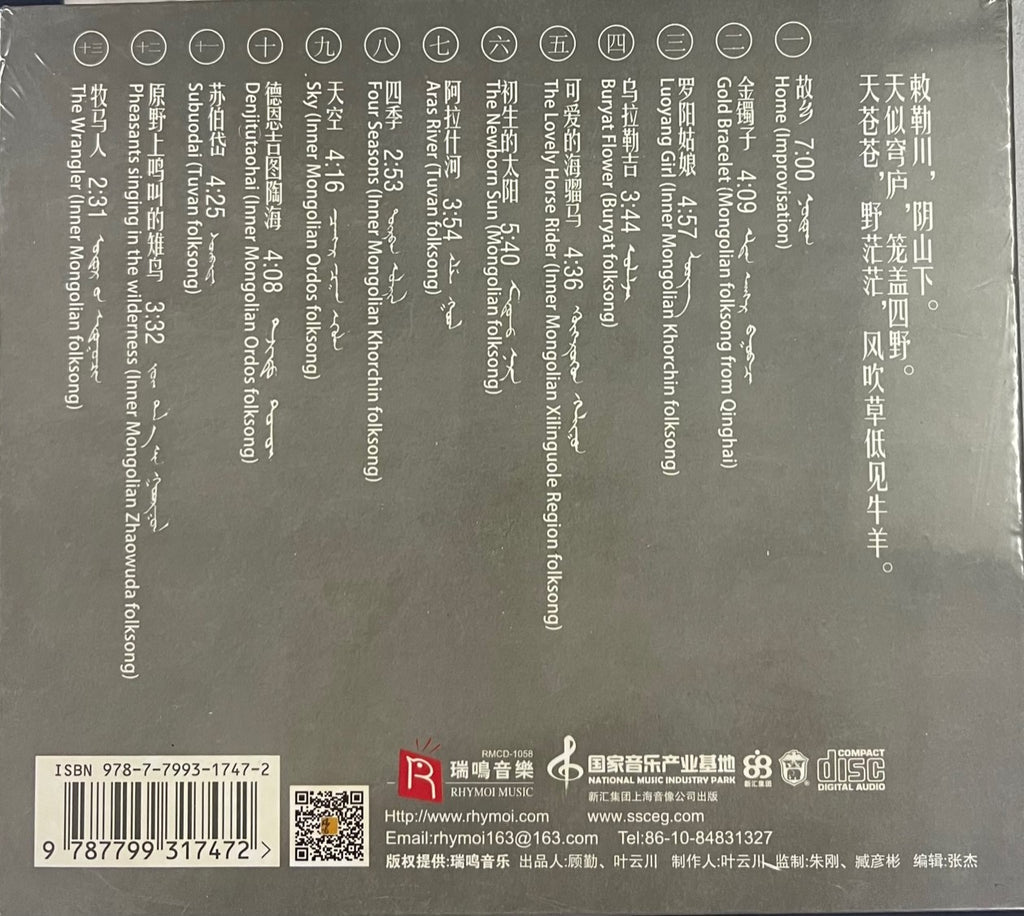 敕勒川，阴山下。
天似穹庐，笼盖四野。
天苍苍，野茫茫，风吹草低见牛羊。
一
故乡 7:00
Home (Improvisation)
二
金镯子 4:09
Gold Bracelet (Mongolian folksong from Qinghai)
三
罗阳姑娘 4:57
Luoyang Girl (Inner Mongolian Khorchin folksong)
四
乌拉勒吉 3:44
Buryat Flower (Buryat folksong)
五
可爱的海骝马 4:36
The Lovely Horse Rider (Inner Mongolian Xilinguole Region folksong)
六
初生的太阳 5:40
The Newborn Sun (Mongolian folksong)
七
阿拉仕河 3:54
Aras River (Tuvan folksong)
八
四季 2:53
Four Seasons (Inner Mongolian Khorchin folksong)
九
天空 4:16
Sky (Inner Mongolian Ordos folksong)
十
德恩吉图陶海 4:08
Denjitutaohai (Inner Mongolian Ordos folksong)
十一
苏伯岱 4:25
Subuodai (Tuvan folksong)
十二
原野上鸣叫的雉鸟 3:32
Pheasants singing in the wilderness (Inner Mongolian Zhaowuda folksong)
十三
牧马人 2:31
The Wrangler (Inner Mongolian folksong)
ISBN 978-7-7993-1747-2
9 787799 317472 >
RMCD-1058
瑞鳴音樂
RHYMOI MUSIC
国家音乐产业基地
NATIONAL MUSIC INDUSTRY PARK
新汇集团上海音像公司出版
新汇集团
COMPACT
disc
DIGITAL AUDIO
Http://www.rhymoi.com www.ssceg.com
Email:rhymoi163@163.com Tel:86-10-84831327
版权提供:瑞鸣音乐 出品人:顾勤、叶云川 制作人:叶云川 监制:朱刚、臧彦彬 编辑:张杰